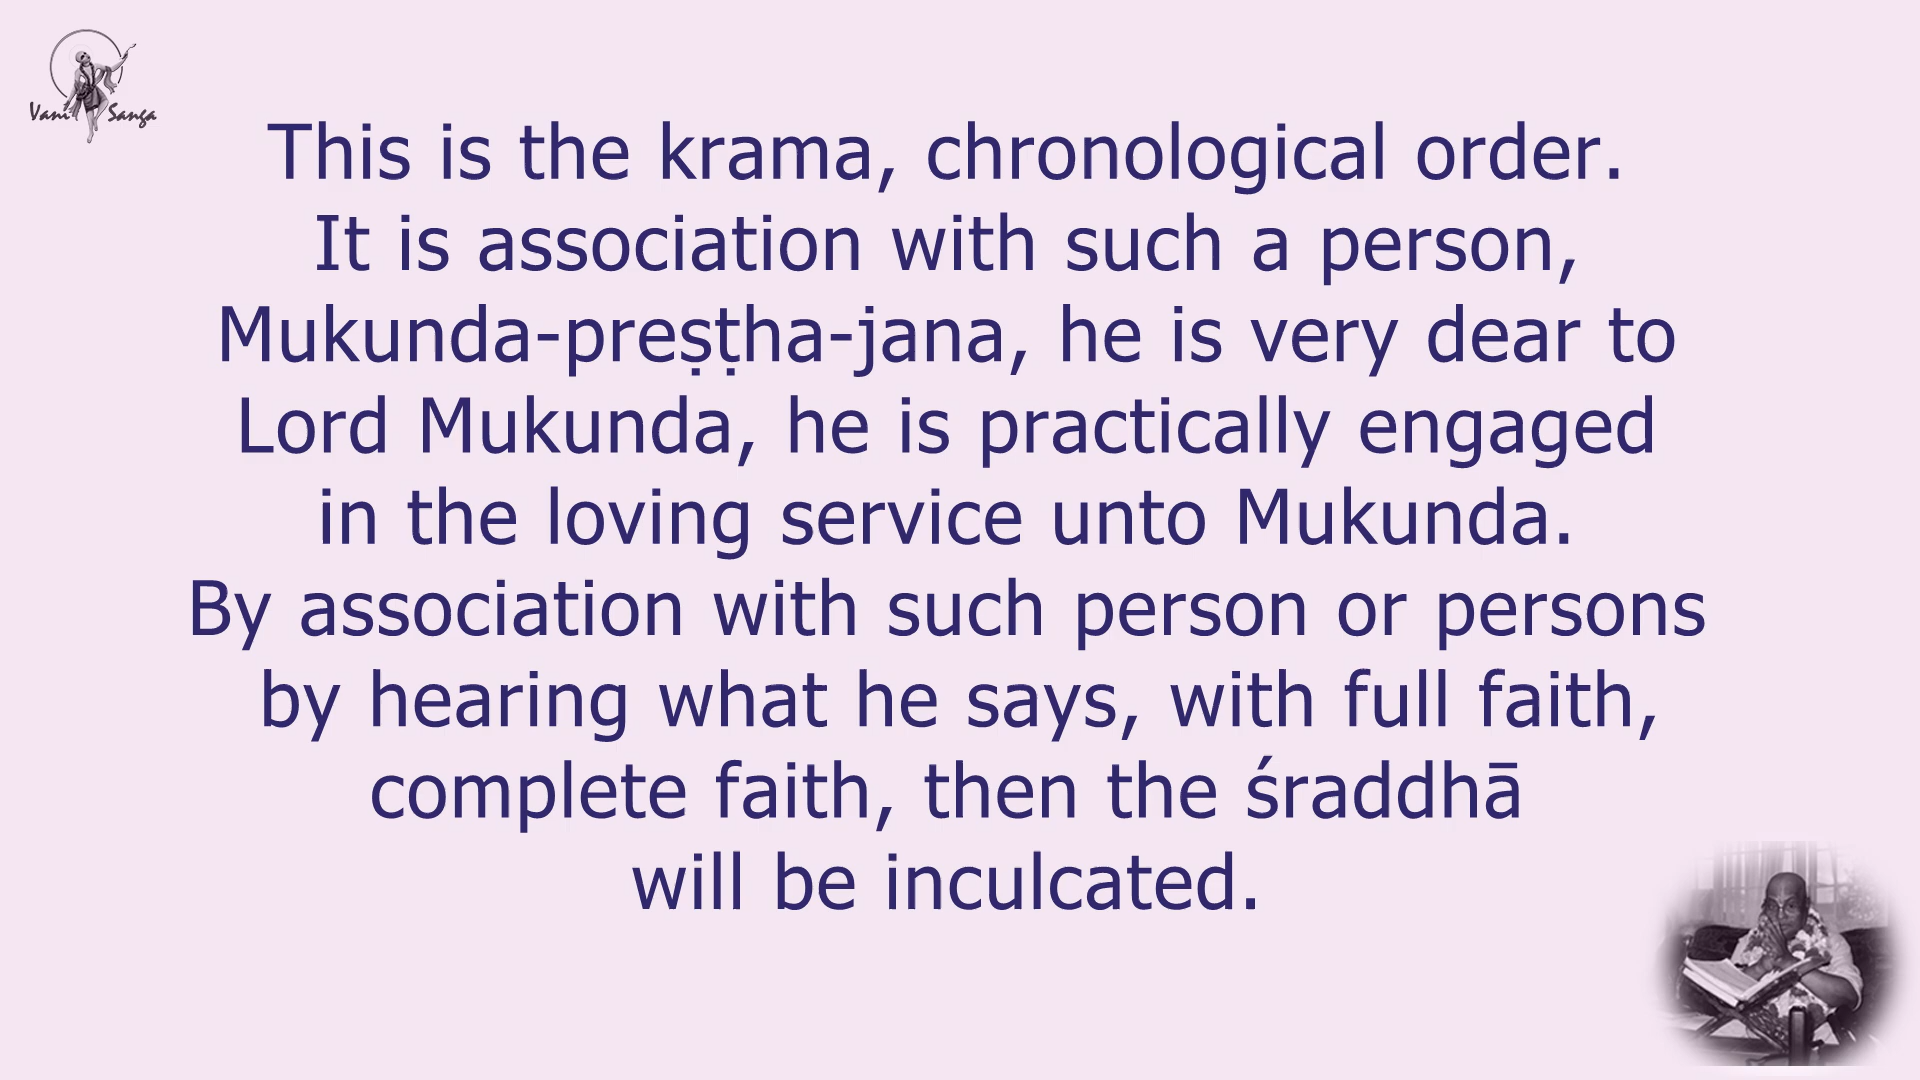 Vani Sanga
This is the krama, chronological order.
It is association with such a person,
Mukunda-preṣṭha-jana, he is very dear to
Lord Mukunda, he is practically engaged
in the loving service unto Mukunda.
By association with such person or persons
by hearing what he says, with full faith,
complete faith, then the śraddhā
will be inculcated.